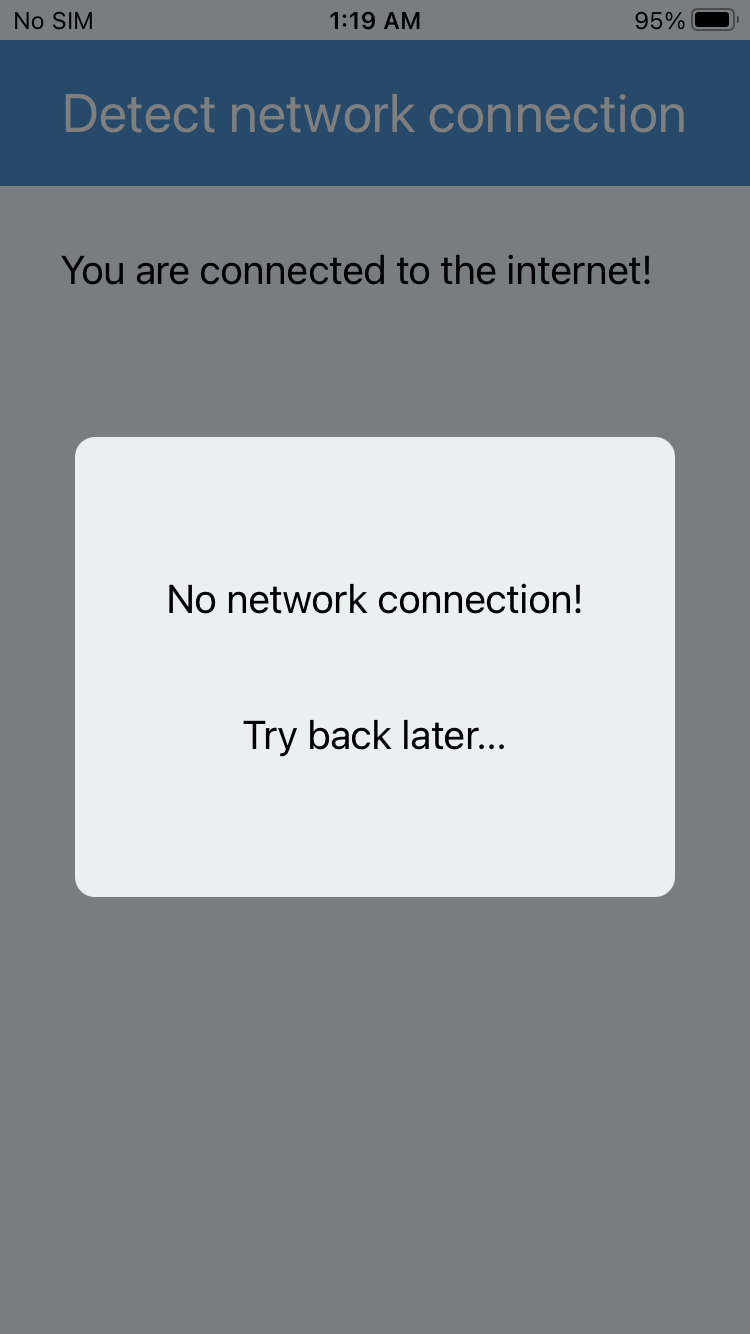 No SIM
1:19 AM
95%
Detect network connection
You are connected to the internet!
No network connection!
Try back later...